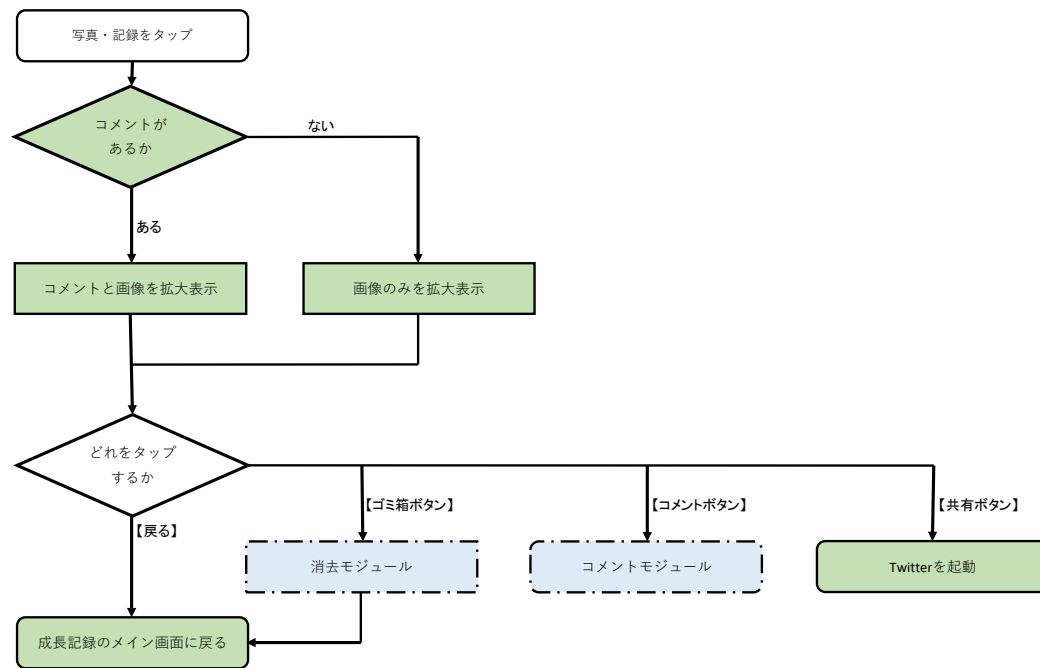 写真・記録をタップ
コメントが
あるか
ない
ある
コメントと画像を拡大表示
画像のみを拡大表示
どれをタップ
するか
【戻る】
【ゴミ箱ボタン】
【コメントボタン】
【共有ボタン】
消去モジュール
コメントモジュール
Twitterを起動
成長記録のメイン画面に戻る